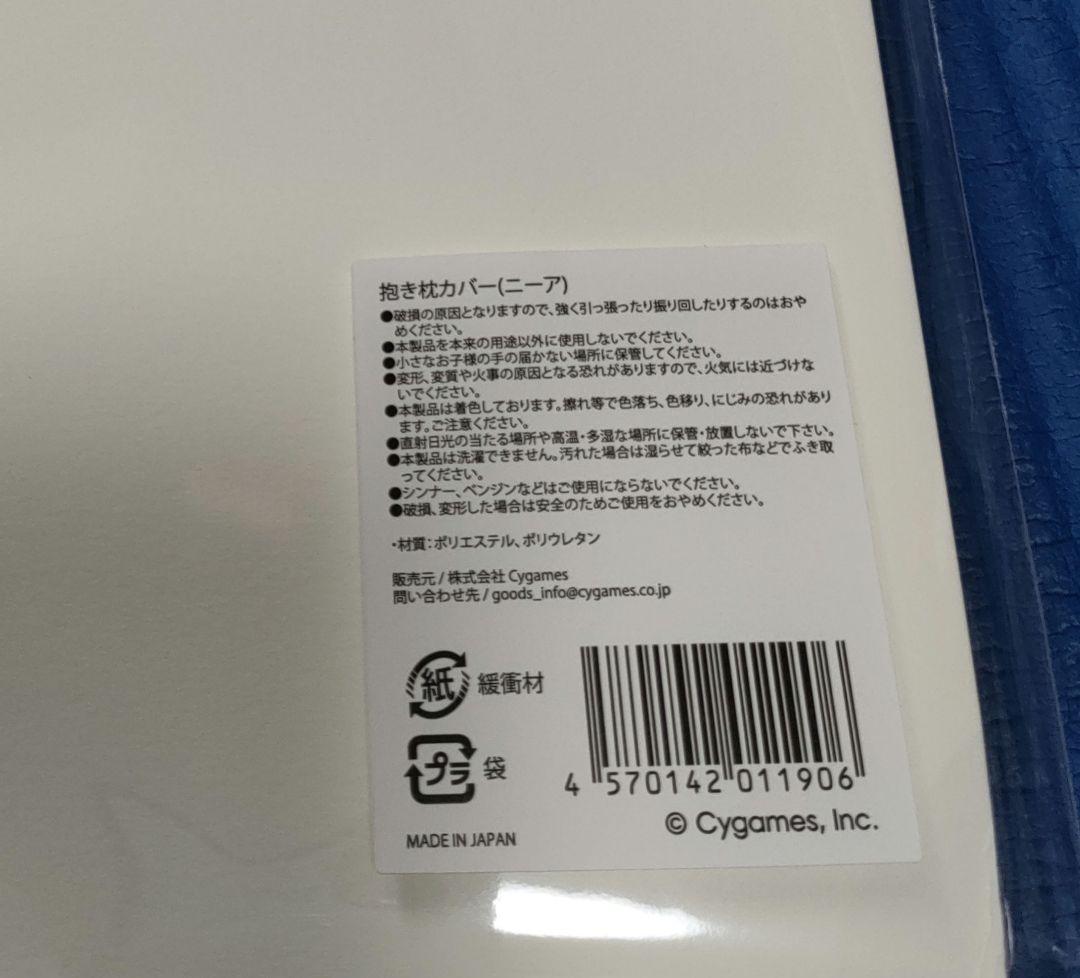 抱き枕カバー(ニーア)
●破損の原因となりますので、強く引っ張ったり振り回したりするのはおや
めください。
●本製品を本来の用途以外に使用しないでください。
●小さなお子様の手の届かない場所に保管してください。
●変形、変質や火事の原因となる恐れがありますので、火気には近づけな
いでください。
●本製品は着色しております。擦れ等で色落ち、色移り、にじみの恐れがあり
ます。ご注意ください。
●直射日光の当たる場所や高温・多湿な場所に保管・放置しないで下さい。
●本製品は洗濯できません。汚れた場合は湿らせて絞った布などでふき取
ってください。
●シンナー、ベンジンなどはご使用にならないでください。
●破損、変形した場合は安全のためご使用をおやめください。
・材質：ポリエステル、ポリウレタン
販売元 / 株式会社 Cygames
問い合わせ先 / goods_info@cygames.co.jp
紙 緩衝材
プラ 袋
4 570142 011906
© Cygames, Inc.
MADE IN JAPAN